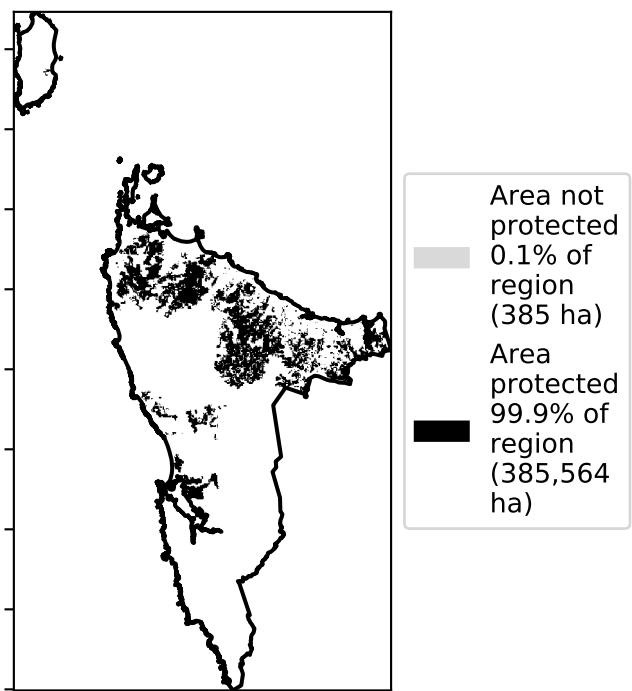 Area not
protected
0.1% of
region
(385 ha)
Area
protected
99.9% of
region
(385,564
ha)